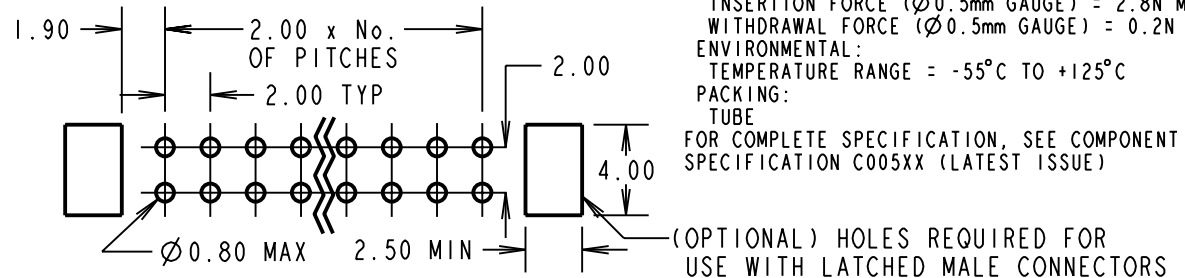 1.90
2.00 x No.
OF PITCHES
2.00 TYP
2.00
4.00
Ø0.80 MAX
2.50 MIN
INSERTION FORCE (Ø0.5mm GAUGE) = 2.8N
WITHDRAWAL FORCE (Ø0.5mm GAUGE) = 0.2N
ENVIRONMENTAL:
TEMPERATURE RANGE = -55°C TO +125°C
PACKING:
TUBE
FOR COMPLETE SPECIFICATION, SEE COMPONENT
SPECIFICATION C005XX (LATEST ISSUE)
(OPTIONAL) HOLES REQUIRED FOR
USE WITH LATCHED MALE CONNECTORS